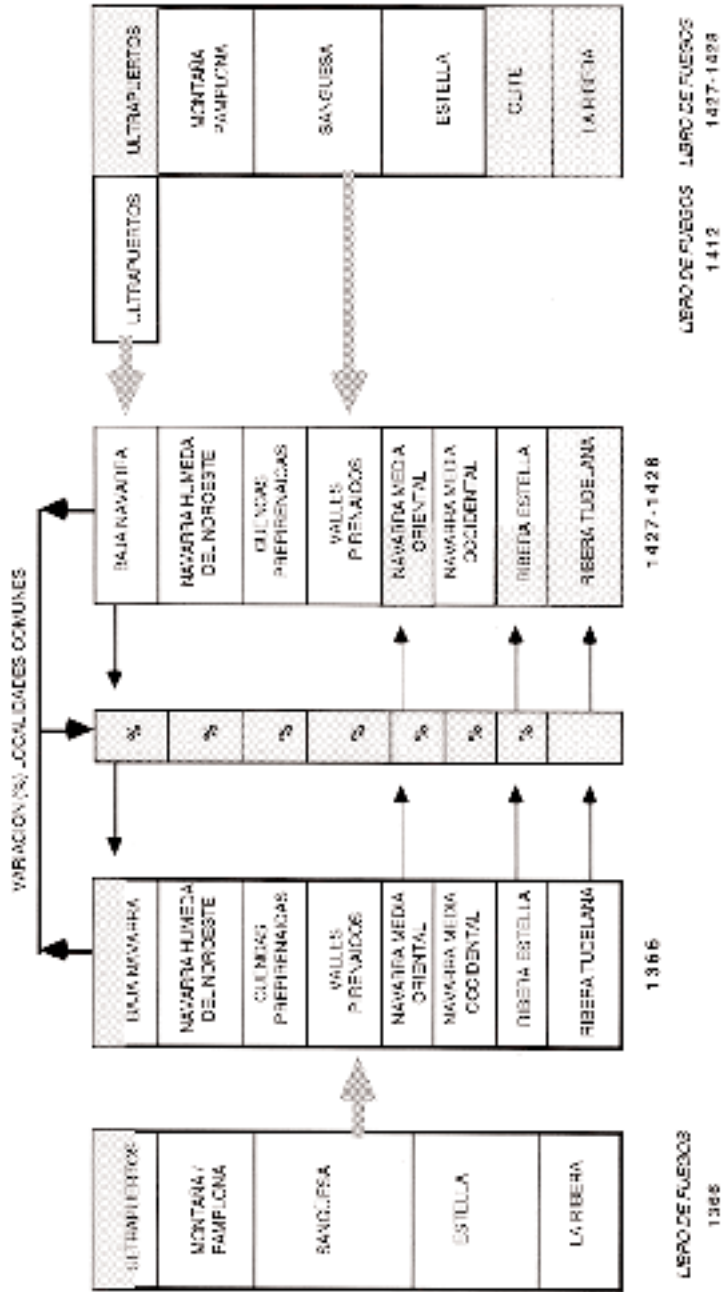 VARIACION (%) LOCALIDADES COMUNES
ULTRAPUERTOS
MONTAÑA /
PAMPLONA
SANGUESA
ESTELLA
LA RIBERA
LIBRO DE FUEGOS
1366
BAJA NAVARRA
NAVARRA HUMEDA
DEL NOROESTE
CUENCAS
PREPIRENAICAS
VALLES
PIRENAICOS
NAVARRA MEDIA
ORIENTAL
NAVARRA MEDIA
OCCIDENTAL
RIBERA ESTELLA
RIBERA TUDELANA
1366
%
%
%
%
%
%
%
BAJA NAVARRA
NAVARRA HUMEDA
DEL NOROESTE
CUENCAS
PREPIRENAICAS
VALLES
PIRENAICOS
NAVARRA MEDIA
ORIENTAL
NAVARRA MEDIA
OCCIDENTAL
RIBERA ESTELLA
RIBERA TUDELANA
1427-1428
ULTRAPUERTOS
LIBRO DE FUEGOS
1412
ULTRAPUERTOS
MONTAÑA
PAMPLONA
SANGUESA
ESTELLA
OLITE
LA RIBERA
LIBRO DE FUEGOS
1427-1428